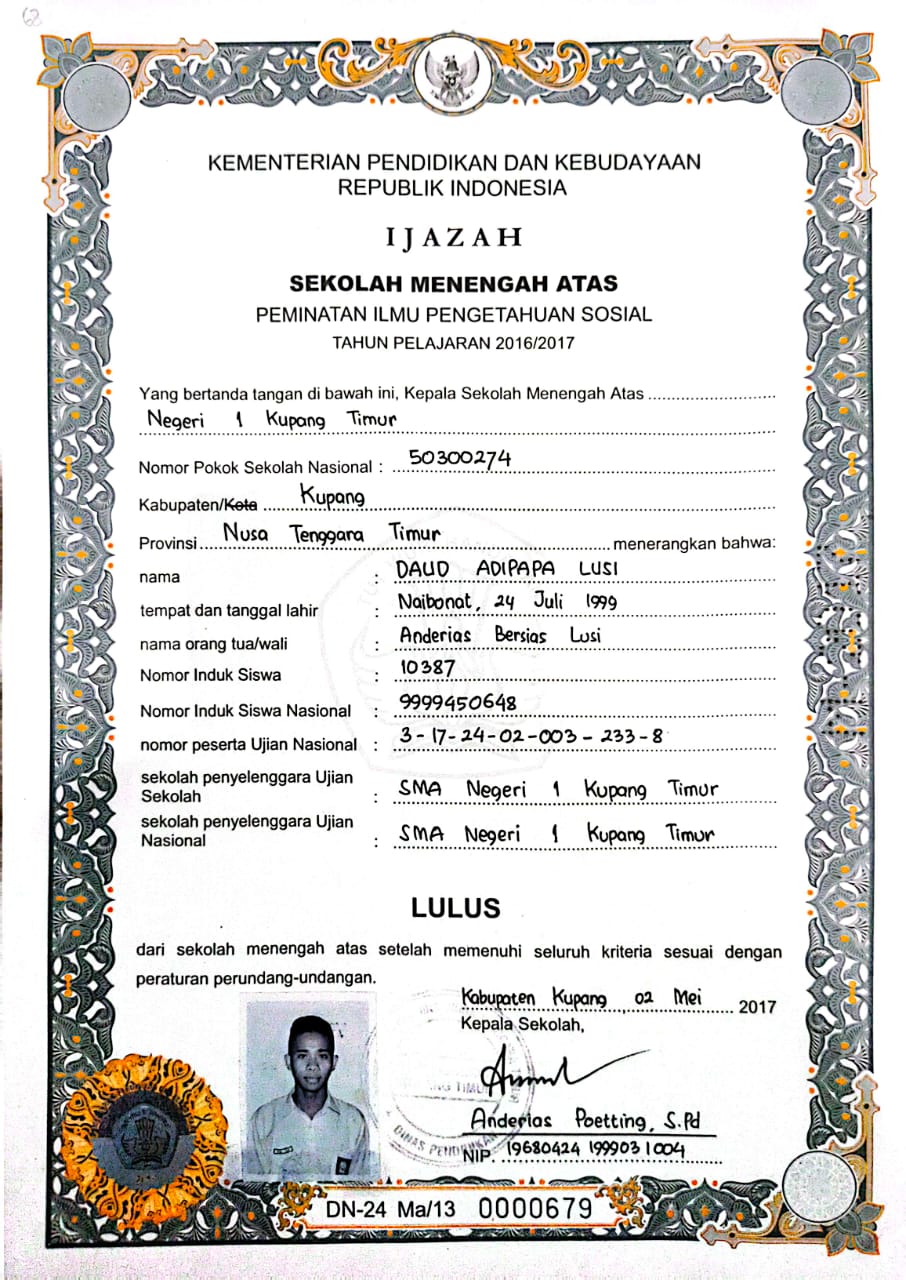 62
KEMENTERIAN PENDIDIKAN DAN KEBUDAYAAN
REPUBLIK INDONESIA
IJAZAH
SEKOLAH MENENGAH ATAS
PEMINATAN ILMU PENGETAHUAN SOSIAL
TAHUN PELAJARAN 2016/2017
Yang bertanda tangan di bawah ini, Kepala Sekolah Menengah Atas
Negeri 1 Kupang Timur
Nomor Pokok Sekolah Nasional : 50300274
Kabupaten/Kota Kupang
Provinsi Nusa Tenggara Timur menerangkan bahwa:
nama : DAUD ADIPAPA LUSI
tempat dan tanggal lahir : Naibonat, 24 Juli 1999
nama orang tua/wali : Anderias Bersias Lusi
Nomor Induk Siswa : 10387
Nomor Induk Siswa Nasional : 9999450648
nomor peserta Ujian Nasional : 3-17-24-02-003-233-8
sekolah penyelenggara Ujian
Sekolah : SMA Negeri 1 Kupang Timur
sekolah penyelenggara Ujian
Nasional : SMA Negeri 1 Kupang Timur
LULUS
dari sekolah menengah atas setelah memenuhi seluruh kriteria sesuai dengan
peraturan perundang-undangan.
Kabupaten Kupang, 02 Mei 2017
Kepala Sekolah,
Anderias Poetting, S.Pd
NIP. 19680424 199903 1 004
DN-24 Ma/13 0000679